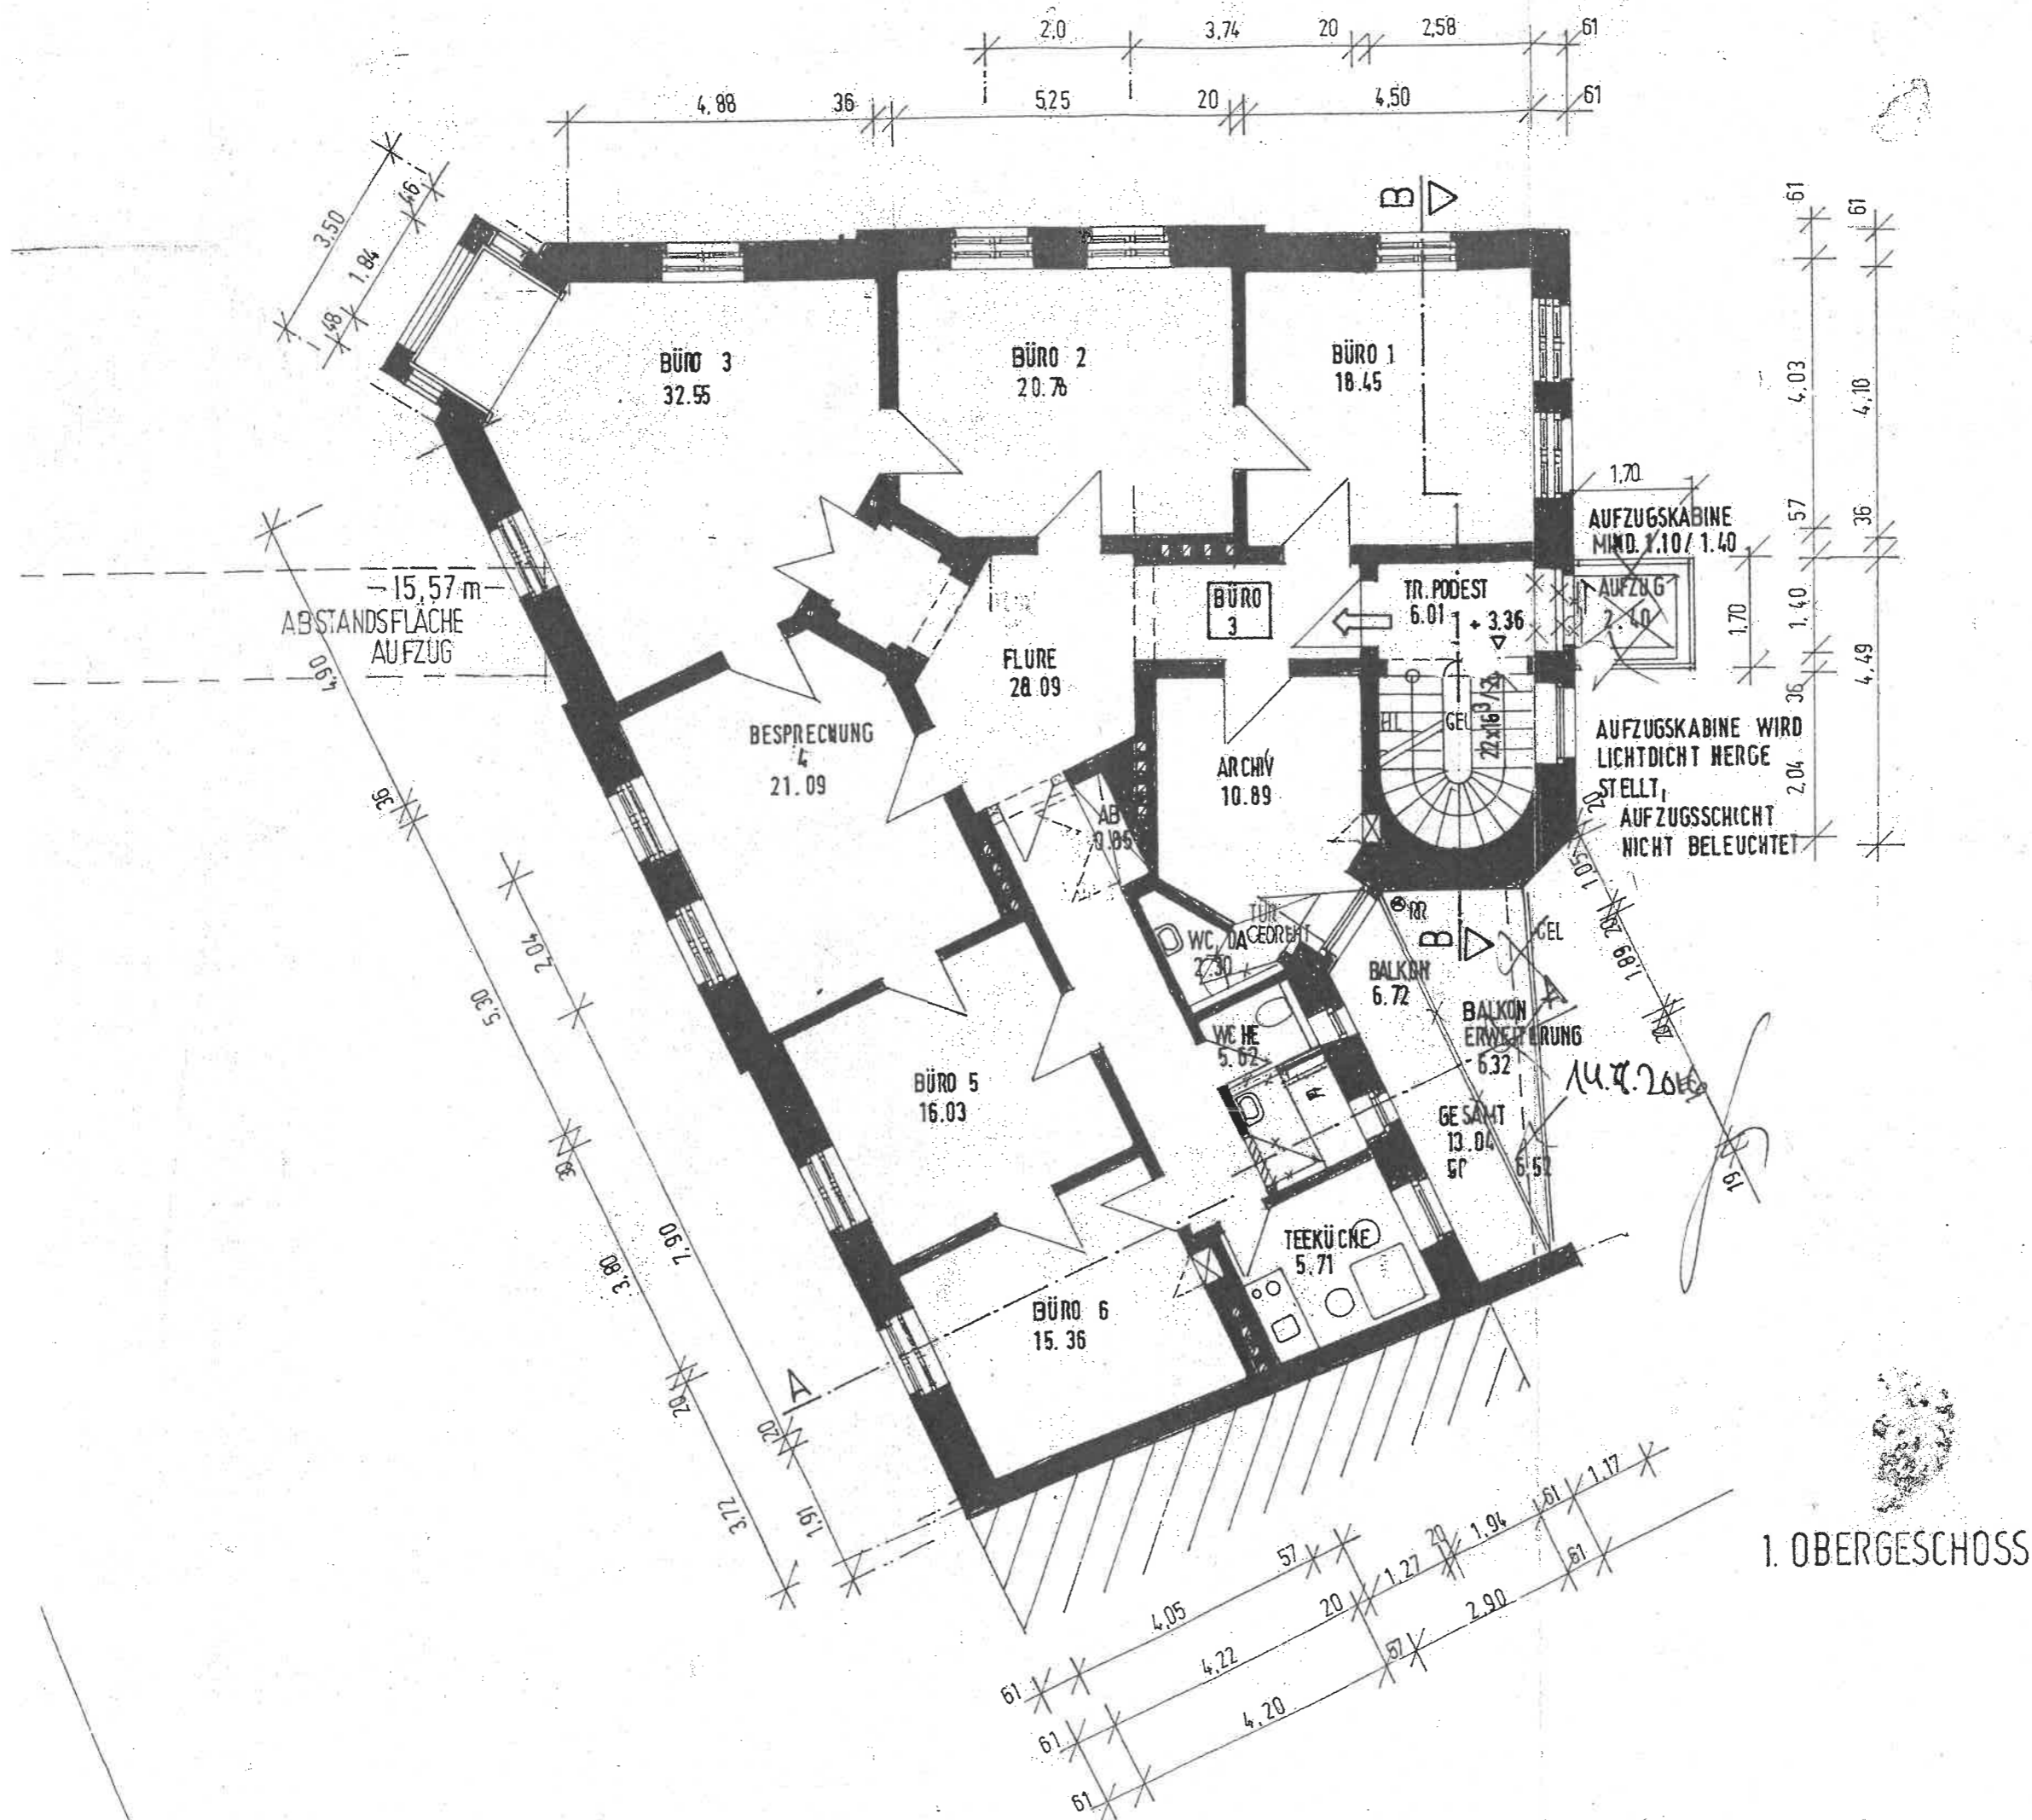 2,0 3,74 20 2,58 61
4,88 36 5,25 20 4,50 61
3,50
46
1.84
48
B
61
61
4,03
4,10
57
36
1,40
4,49
36
2,04
BÜRO 3
32.55
BÜRO 2
20.78
BÜRO 1
18.45
1,70
AUFZUGSKABINE
MIND. 1.10/ 1.40
AUFZUG
2.40
1,70
TR. PODEST
6.01
+ 3,36
BÜRO
3
–15,57 m–
ABSTANDSFLÄCHE
AUFZUG
FLURE
28.09
GEL
22x16³/
AUFZUGSKABINE WIRD
LICHTDICHT HERGE
STELLT,
AUFZUGSSCHICHT
NICHT BELEUCHTET
BESPRECHUNG
4
21.09
ARCHIV
10.89
AB
0.85
4,90
36
5,30
30
3,80
20
3,72
2,04
7,90
20
1,91
TÜR
GEDREHT
WC DA
2.30
RR
B
GEL
20
1,05
20
1,89
20
19
BALKON
6.72
BALKON
ERWEITERUNG
6.32
A
WC HE
5.62
GESAMT
13.04
6.52
BÜRO 5
16.03
TEEKÜCHE
5.71
BÜRO 6
15.36
A
1. OBERGESCHOSS
61 4,05 57 1,27 20 1,94 61 1,17
61 4,22 20 57 2,90 61
61 4,20